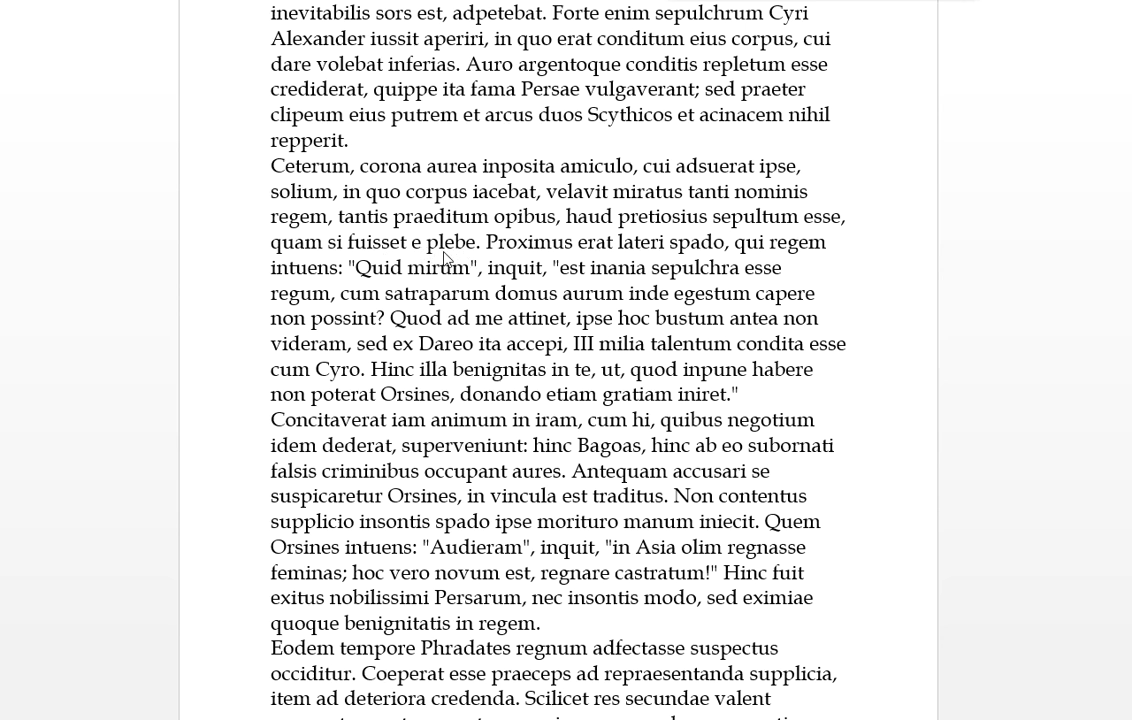 inevitabilis sors est, adpetebat. Forte enim sepulchrum Cyri
Alexander iussit aperiri, in quo erat conditum eius corpus, cui
dare volebat inferias. Auro argentoque conditis repletum esse
crediderat, quippe ita fama Persae vulgaverant; sed praeter
clipeum eius putrem et arcus duos Scythicos et acinacem nihil
repperit.
Ceterum, corona aurea inposita amiculo, cui adsuerat ipse,
solium, in quo corpus iacebat, velavit miratus tanti nominis
regem, tantis praeditum opibus, haud pretiosius sepultum esse,
quam si fuisset e plebe. Proximus erat lateri spado, qui regem
intuens: "Quid mirum", inquit, "est inania sepulchra esse
regum, cum satraparum domus aurum inde egestum capere
non possint? Quod ad me attinet, ipse hoc bustum antea non
videram, sed ex Dareo ita accepi, III milia talentum condita esse
cum Cyro. Hinc illa benignitas in te, ut, quod inpune habere
non poterat Orsines, donando etiam gratiam iniret."
Concitaverat iam animum in iram, cum hi, quibus negotium
idem dederat, superveniunt: hinc Bagoas, hinc ab eo subornati
falsis criminibus occupant aures. Antequam accusari se
suspicaretur Orsines, in vincula est traditus. Non contentus
supplicio insontis spado ipse morituro manum iniecit. Quem
Orsines intuens: "Audieram", inquit, "in Asia olim regnasse
feminas; hoc vero novum est, regnare castratum!" Hinc fuit
exitus nobilissimi Persarum, nec insontis modo, sed eximiae
quoque benignitatis in regem.
Eodem tempore Phradates regnum adfectasse suspectus
occiditur. Coeperat esse praeceps ad repraesentanda supplicia,
item ad deteriora credenda. Scilicet res secundae valent